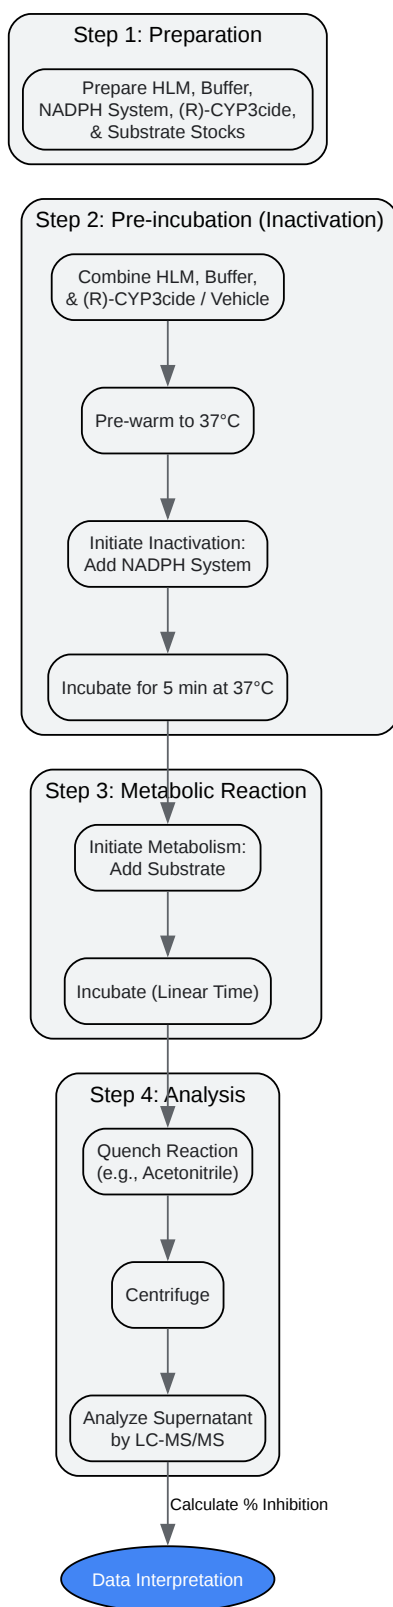 Step 1: Preparation
Prepare HLM, Buffer,
NADPH System, (R)-CYP3cide,
& Substrate Stocks
Step 2: Pre-incubation (Inactivation)
Combine HLM, Buffer,
& (R)-CYP3cide / Vehicle
Pre-warm to 37°C
Initiate Inactivation:
Add NADPH System
Incubate for 5 min at 37°C
Step 3: Metabolic Reaction
Initiate Metabolism:
Add Substrate
Incubate (Linear Time)
Step 4: Analysis
Quench Reaction
(e.g., Acetonitrile)
Centrifuge
Analyze Supernatant
by LC-MS/MS
Calculate % Inhibition
Data Interpretation